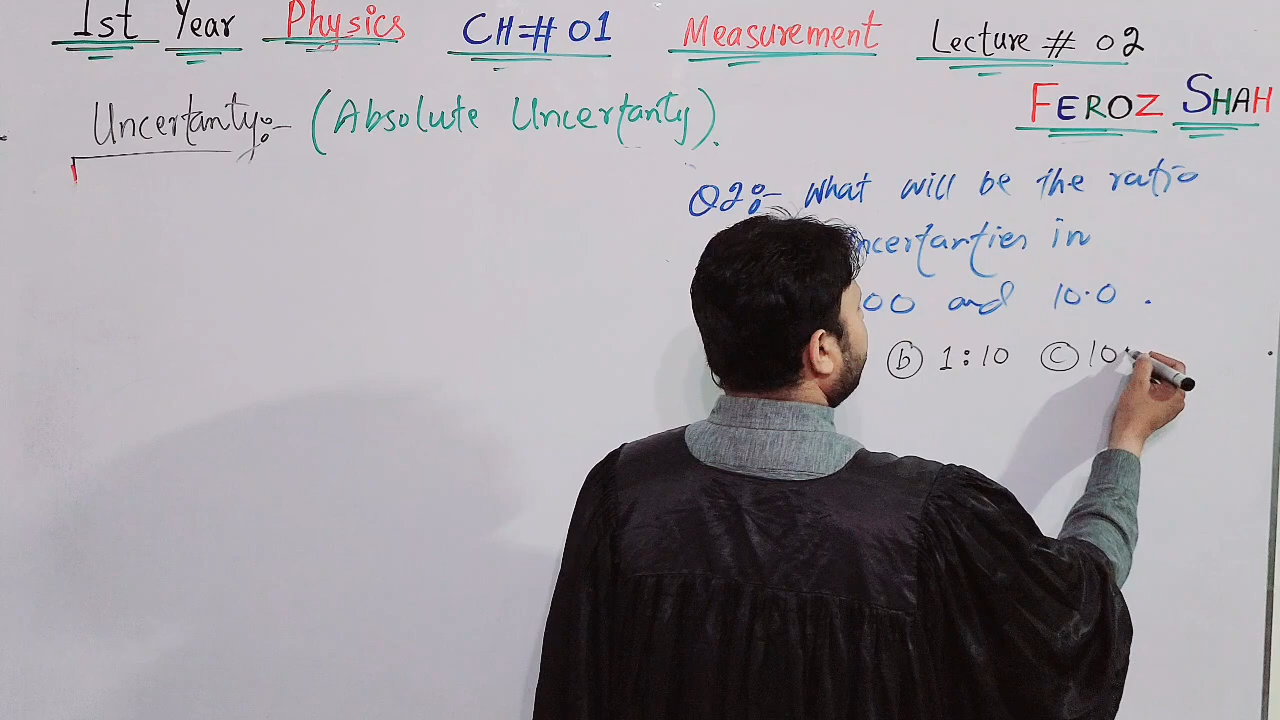 1st Year Physics CH# 01 Measurement Lecture # 02
FEROZ SHAH
Uncertanty:- (Absolute Uncertanty).
Q2:- What will be the ratio
ncertanties in
00 and 10.0 .
(b) 1:10 (c) 10